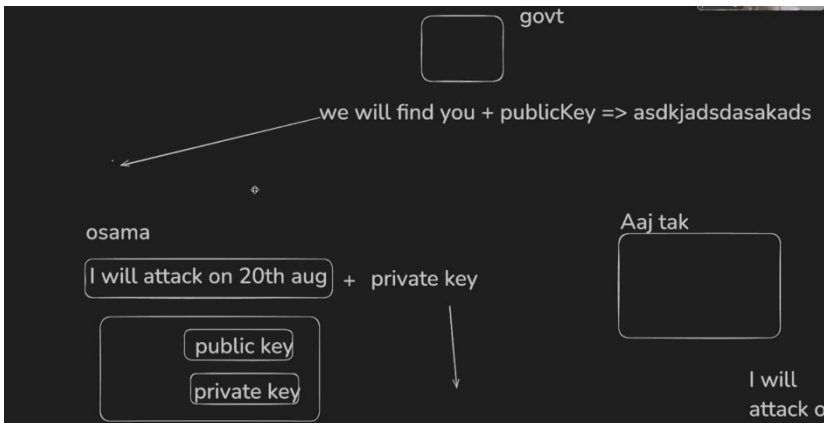 govt
we will find you + publicKey => asdkjadsdasakads
osama
Aaj tak
I will attack on 20th aug + private key
public key
private key
I will
attack o